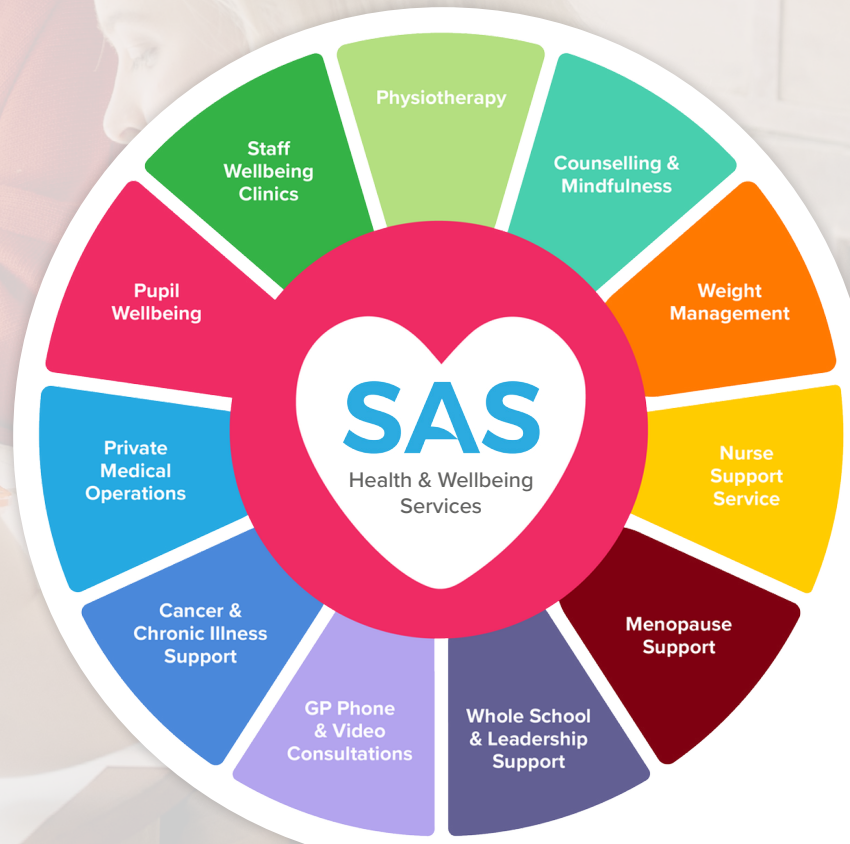 Physiotherapy
Counselling &
Mindfulness
Weight
Management
Nurse
Support
Service
Menopause
Support
Whole School
& Leadership
Support
GP Phone
& Video
Consultations
Cancer &
Chronic Illness
Support
Private
Medical
Operations
Pupil
Wellbeing
Staff
Wellbeing
Clinics
SAS
Health & Wellbeing
Services